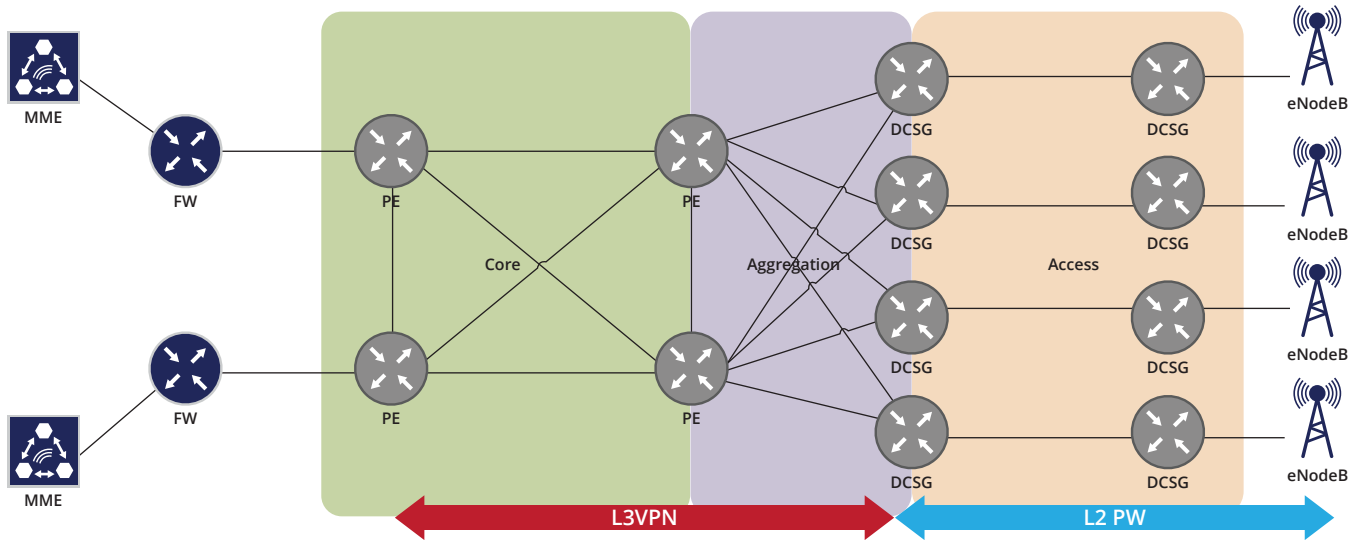 MME
FW
PE
PE
DCSG
DCSG
eNodeB
DCSG
DCSG
eNodeB
Core
Aggregation
Access
DCSG
DCSG
eNodeB
MME
FW
PE
PE
DCSG
DCSG
eNodeB
L3VPN
L2 PW